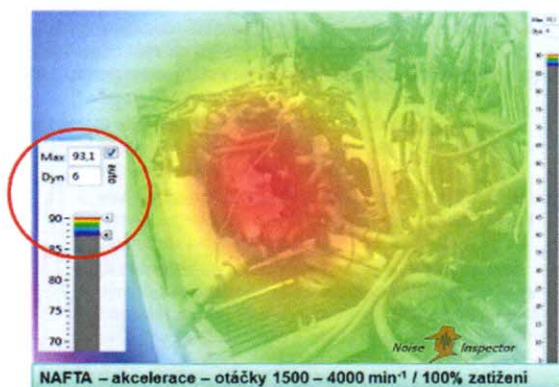 Max 93,1
Dyn 6
auto
90
85
80
75
70
Noise Inspector
NAFTA – akcelerace – otáčky 1500 – 4000 min⁻¹ / 100% zatížení